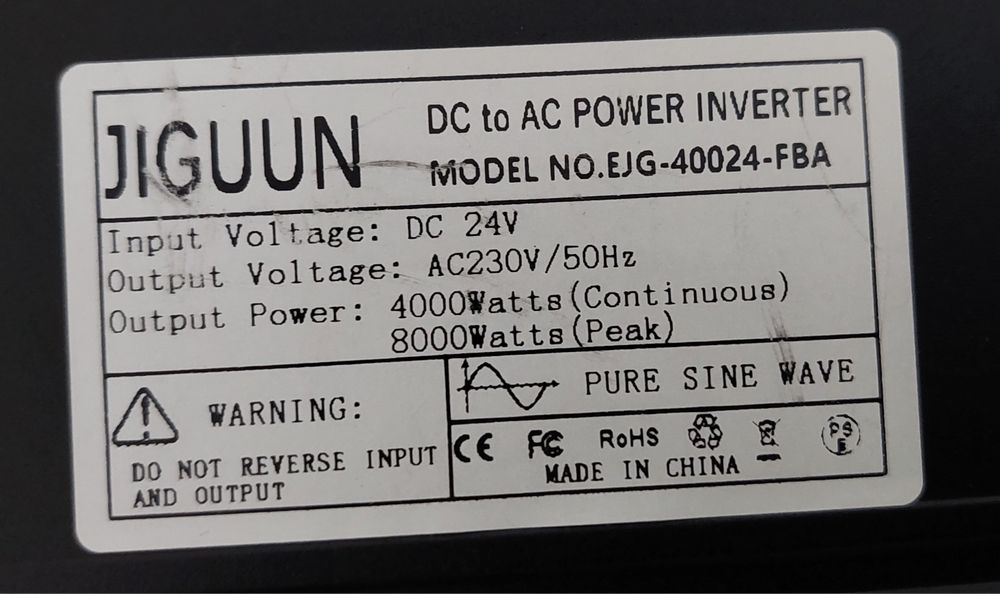 JIGUUN
DC to AC POWER INVERTER
MODEL NO.EJG-40024-FBA
Input Voltage: DC 24V
Output Voltage: AC230V/50Hz
Output Power: 4000Watts(Continuous)
8000Watts(Peak)
WARNING:
DO NOT REVERSE INPUT
AND OUTPUT
PURE SINE WAVE
CE FC RoHS PS E
MADE IN CHINA